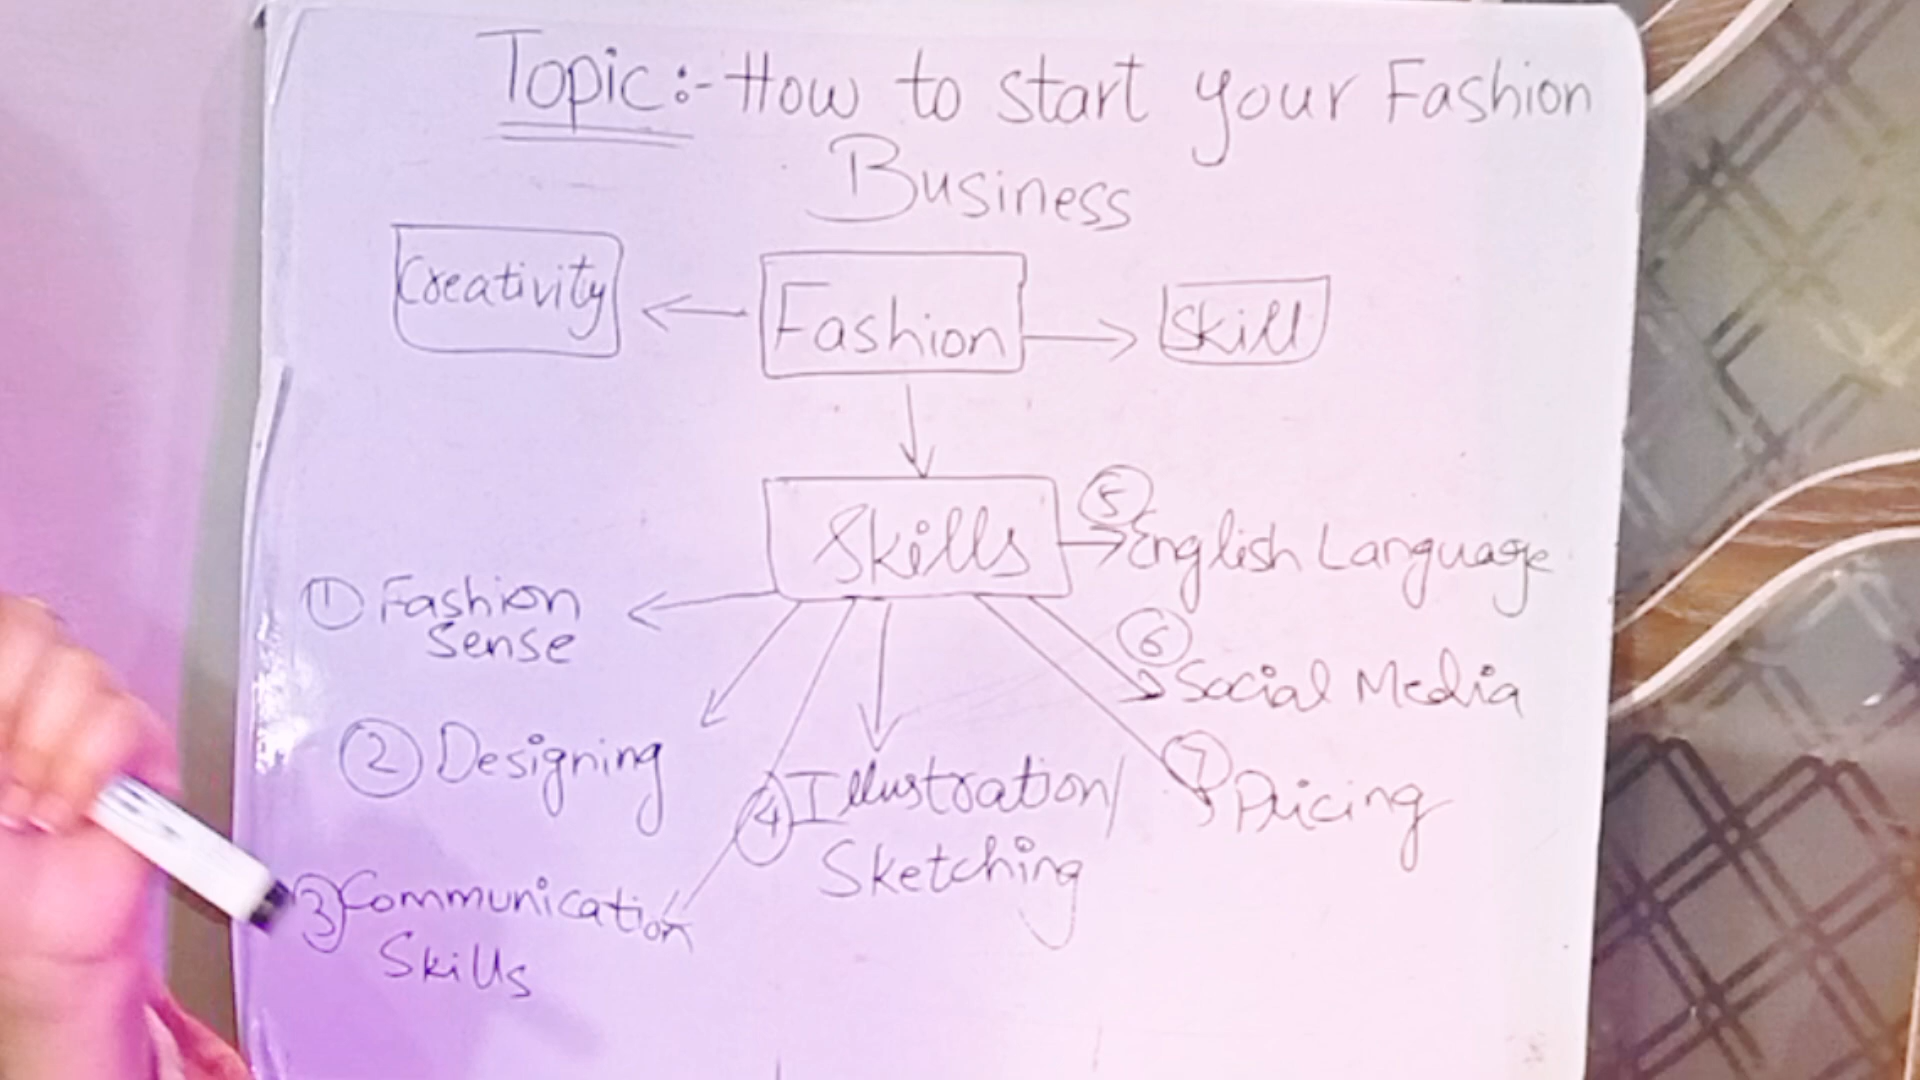 Topic:- How to start your Fashion
Business
Creativity
Fashion
Skill
Skills
① Fashion
Sense
② Designing
③ Communication
Skills
④ Illustration/
Sketching
⑤ English Language
⑥ Social Media
⑦ Pricing